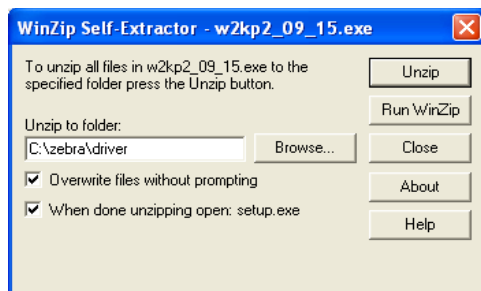 WinZip Self-Extractor - w2kp2_09_15.exe
To unzip all files in w2kp2_09_15.exe to the
specified folder press the Unzip button.
Unzip to folder:
C:\zebra\driver
Browse...
Overwrite files without prompting
When done unzipping open: setup.exe
Unzip
Run WinZip
Close
About
Help